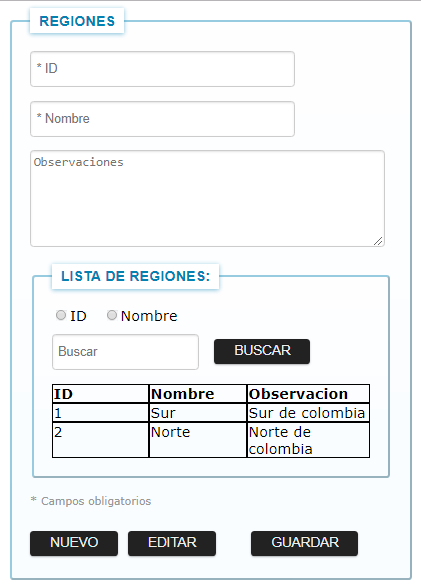 REGIONES
* ID
* Nombre
Observaciones
LISTA DE REGIONES:
ID Nombre
Buscar BUSCAR
ID Nombre Observacion
1 Sur Sur de colombia
2 Norte Norte de
colombia
* Campos obligatorios
NUEVO EDITAR GUARDAR